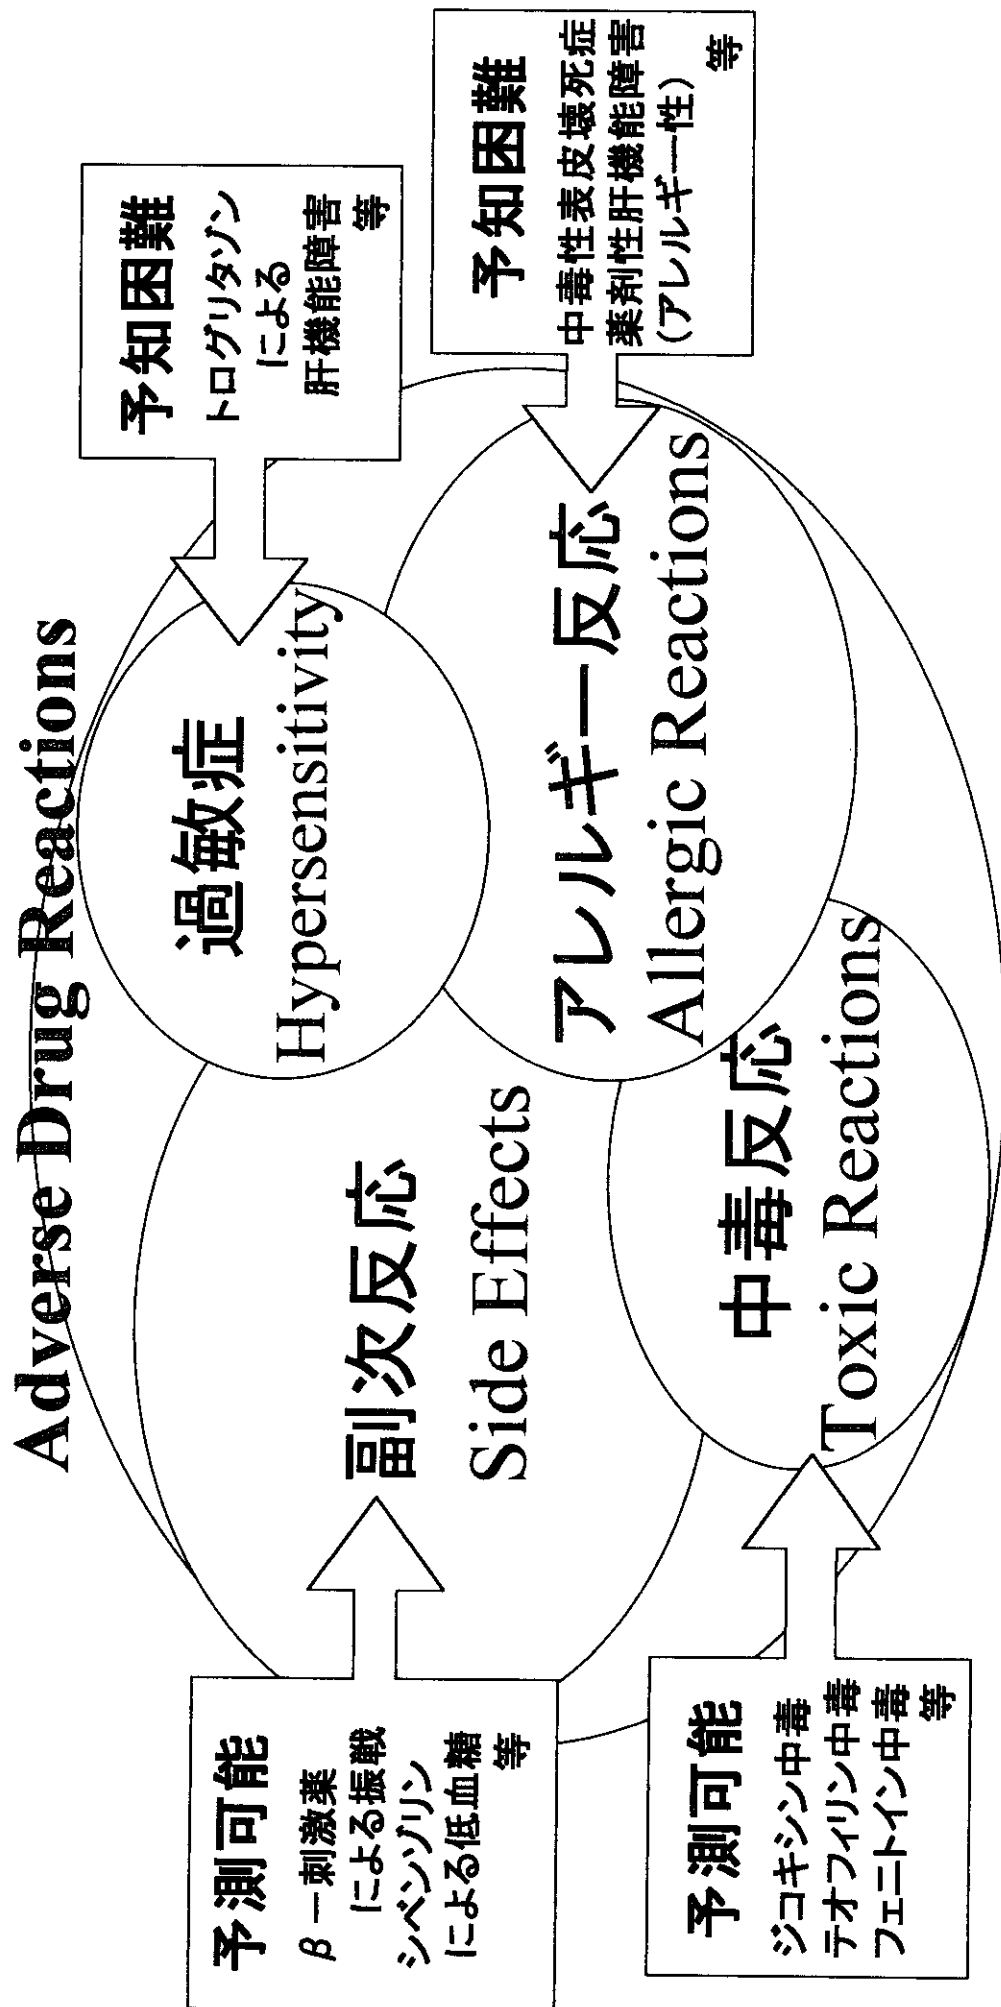 Adverse Drug Reactions
予測可能
β－刺激薬
による振戦
シベンゾリン
による低血糖
等
副次反応
Side Effects
過敏症
Hypersensitivity
予知困難
トログリタゾン
による
肝機能障害
等
予測可能
ジコキシン中毒
テオフィリン中毒
フェニトイン中毒
等
中毒反応
Toxic Reactions
アレルギー反応
Allergic Reactions
予知困難
中毒性表皮壊死症
薬剤性肝機能障害
(アレルギー性)
等